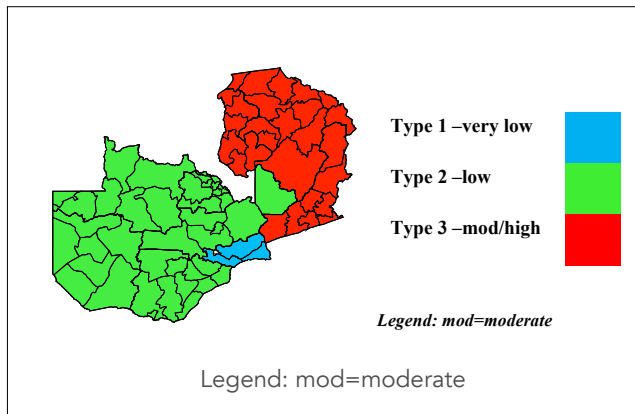 Type 1 –very low
Type 2 –low
Type 3 –mod/high
Legend: mod=moderate
Legend: mod=moderate